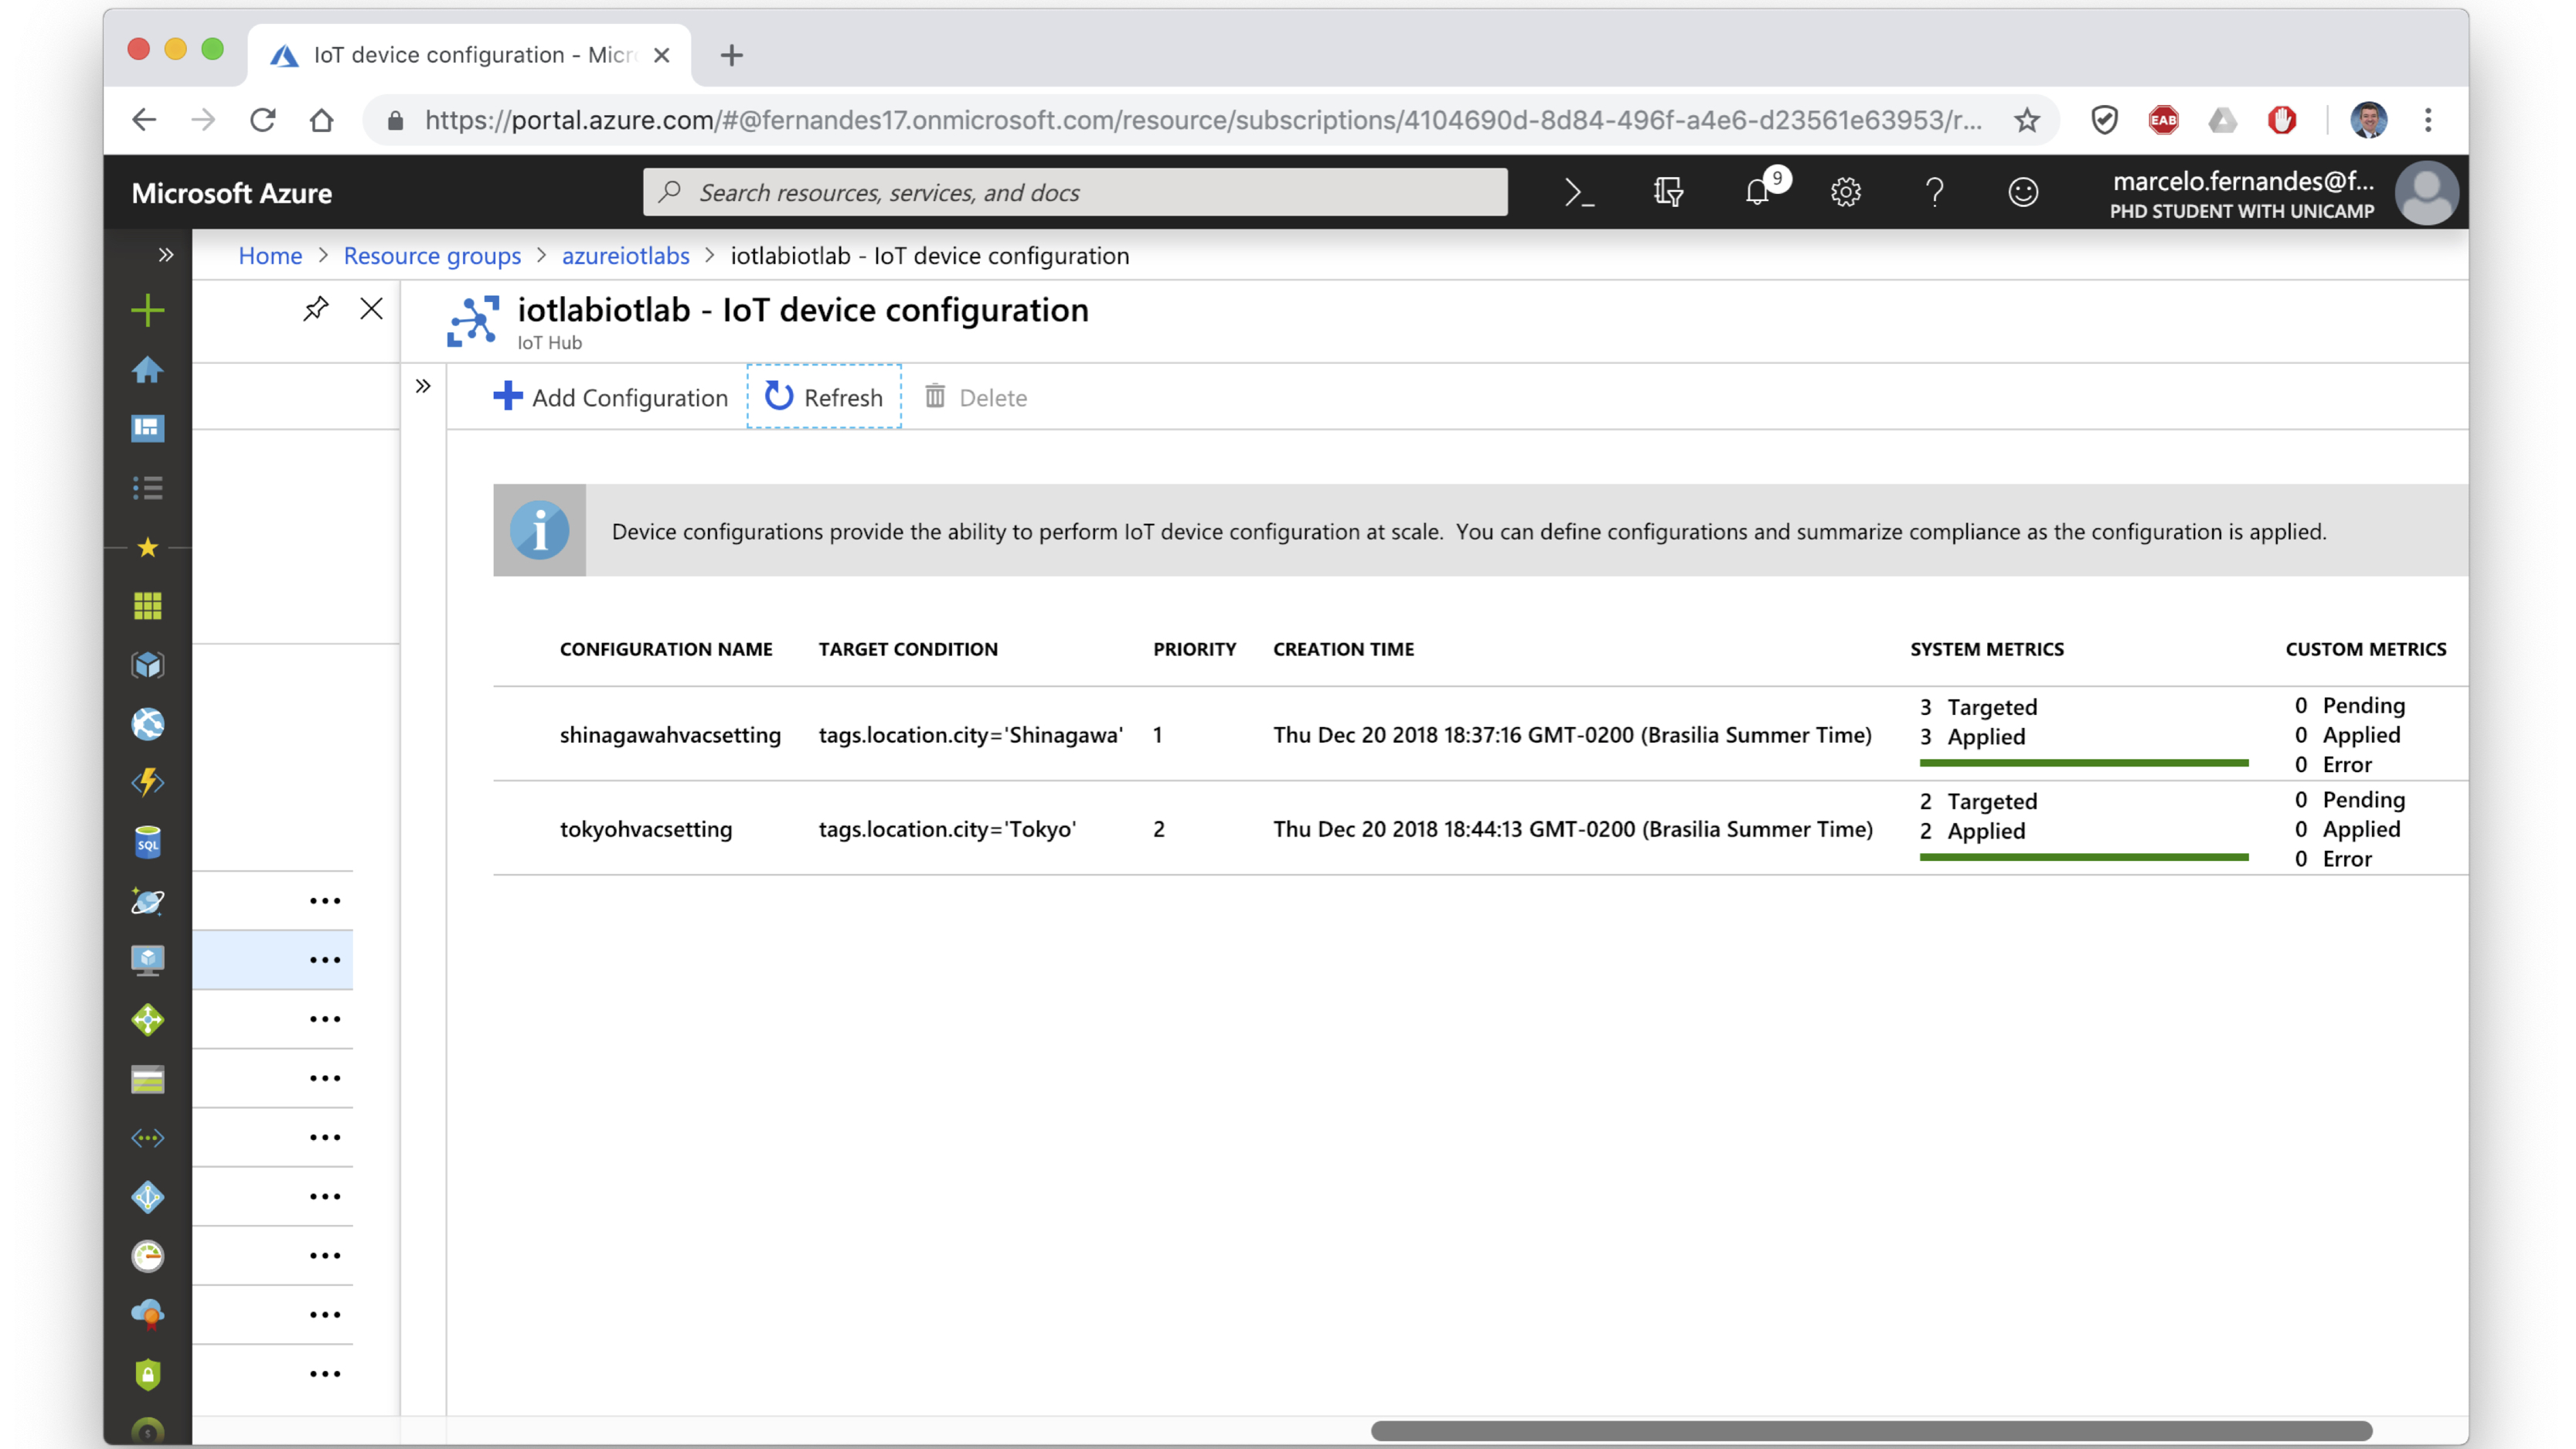 IoT device configuration - Micr
https://portal.azure.com/#@fernandes17.onmicrosoft.com/resource/subscriptions/4104690d-8d84-496f-a4e6-d23561e63953/r...
EAB
Microsoft Azure
Search resources, services, and docs
9
marcelo.fernandes@f...
PHD STUDENT WITH UNICAMP
Home > Resource groups > azureiotlabs > iotlabiotlab - IoT device configuration
iotlabiotlab - IoT device configuration
IoT Hub
Add Configuration
Refresh
Delete
Device configurations provide the ability to perform IoT device configuration at scale. You can define configurations and summarize compliance as the configuration is applied.
CONFIGURATION NAME TARGET CONDITION PRIORITY CREATION TIME SYSTEM METRICS CUSTOM METRICS
shinagawahvacsetting tags.location.city='Shinagawa' 1 Thu Dec 20 2018 18:37:16 GMT-0200 (Brasilia Summer Time)
3 Targeted
3 Applied
0 Pending
0 Applied
0 Error
tokyohvacsetting tags.location.city='Tokyo' 2 Thu Dec 20 2018 18:44:13 GMT-0200 (Brasilia Summer Time)
2 Targeted
2 Applied
0 Pending
0 Applied
0 Error
SQL